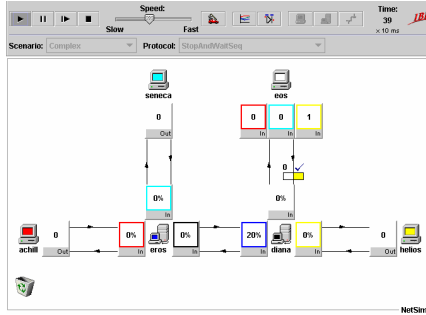 Speed:
Slow
Fast
Time:
39
× 10 ms
Scenario: Complex
Protocol: StopAndWaitSeq
seneca
eos
0
Out
0
In
0
In
1
In
0
0%
In
0%
In
achill
0
Out
0%
In
eros
0%
In
20%
In
diana
0%
In
0
Out
helios
NetSim